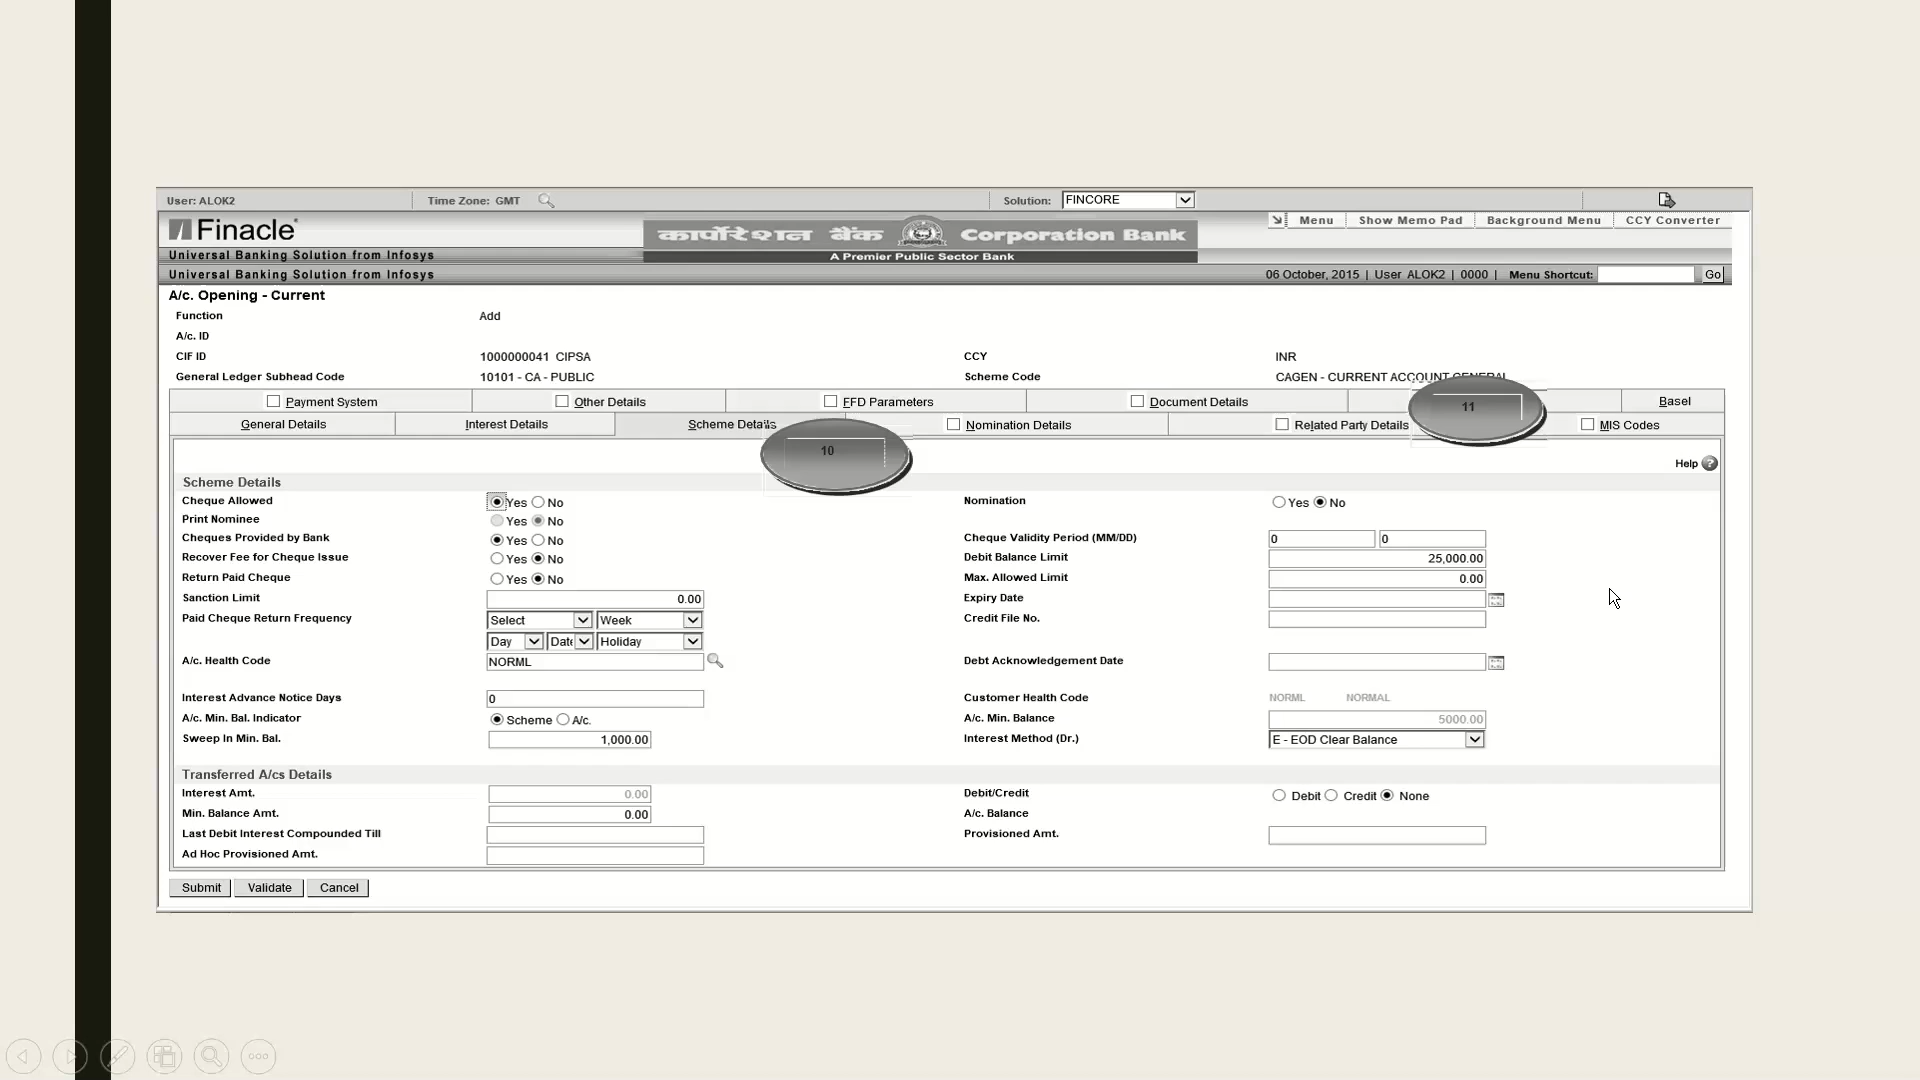 User: ALOK2 Time Zone: GMT Solution: FINCORE
Finacle
कार्पोरेशन बैंक Corporation Bank
Menu Show Memo Pad Background Menu CCY Converter
Universal Banking Solution from Infosys A Premier Public Sector Bank
Universal Banking Solution from Infosys 06 October, 2015 | User ALOK2 | 0000 | Menu Shortcut: Go
A/c. Opening - Current
Function Add
A/c. ID
CIF ID 1000000041 CIPSA CCY INR
General Ledger Subhead Code 10101 - CA - PUBLIC Scheme Code CAGEN - CURRENT ACCOUNT GENERAL
Payment System Other Details FFD Parameters Document Details 11 Basel
General Details Interest Details Scheme Details Nomination Details Related Party Details MIS Codes
10
Help ?
Scheme Details
Cheque Allowed Yes No Nomination Yes No
Print Nominee Yes No
Cheques Provided by Bank Yes No Cheque Validity Period (MM/DD) 0 0
Recover Fee for Cheque Issue Yes No Debit Balance Limit 25,000.00
Return Paid Cheque Yes No Max. Allowed Limit 0.00
Sanction Limit 0.00 Expiry Date
Paid Cheque Return Frequency Select Week Credit File No.
Day Date Holiday
A/c. Health Code NORML Debt Acknowledgement Date
Interest Advance Notice Days 0 Customer Health Code NORML NORMAL
A/c. Min. Bal. Indicator Scheme A/c. A/c. Min. Balance 5000.00
Sweep In Min. Bal. 1,000.00 Interest Method (Dr.) E - EOD Clear Balance
Transferred A/cs Details
Interest Amt. 0.00 Debit/Credit Debit Credit None
Min. Balance Amt. 0.00 A/c. Balance
Last Debit Interest Compounded Till Provisioned Amt.
Ad Hoc Provisioned Amt.
Submit Validate Cancel